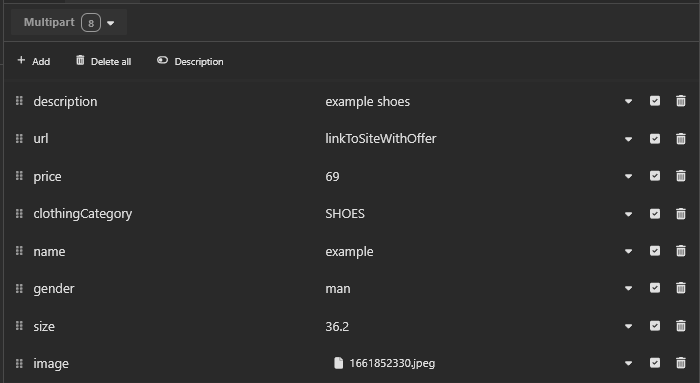 Multipart 8
Add Delete all Description
description example shoes
url linkToSiteWithOffer
price 69
clothingCategory SHOES
name example
gender man
size 36.2
image 1661852330.jpeg